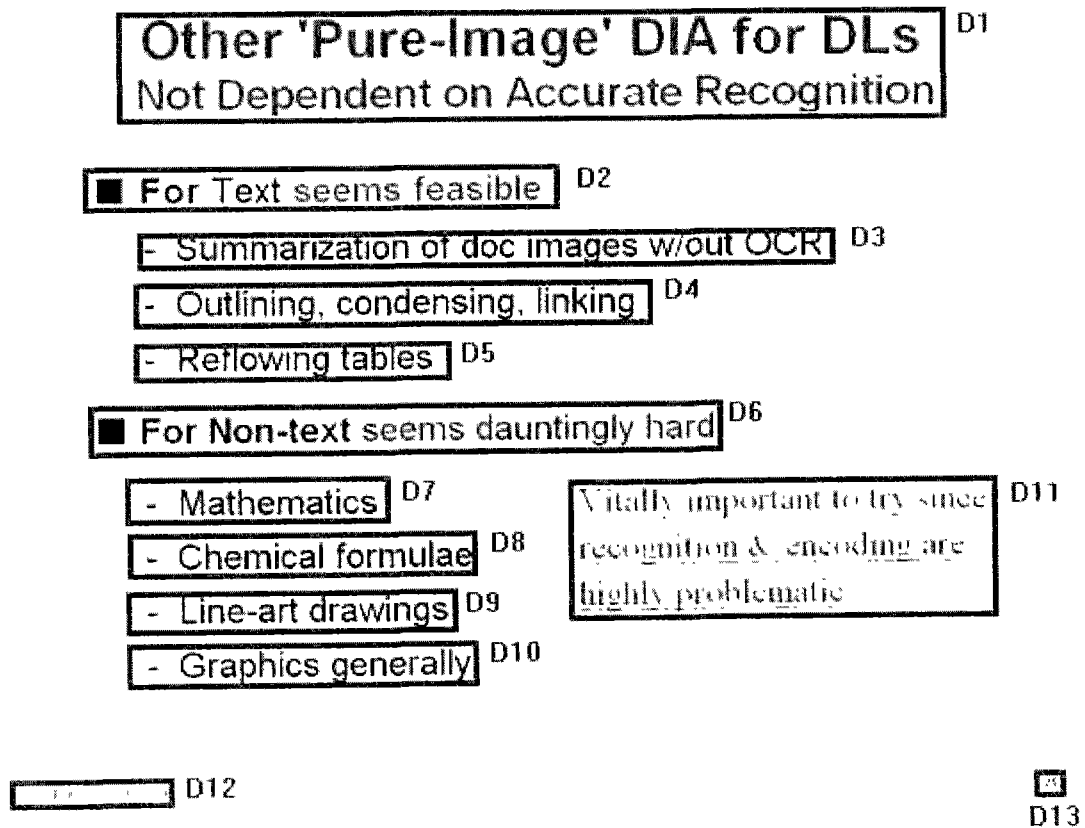 Other 'Pure-Image' DIA for DLs D1
Not Dependent on Accurate Recognition
■ For Text seems feasible D2
- Summarization of doc images w/out OCR D3
- Outlining, condensing, linking D4
- Reflowing tables D5
■ For Non-text seems dauntingly hard D6
- Mathematics D7
- Chemical formulae D8
- Line-art drawings D9
- Graphics generally D10
Vitally important to try since D11
recognition & encoding are
highly problematic
D12
D13